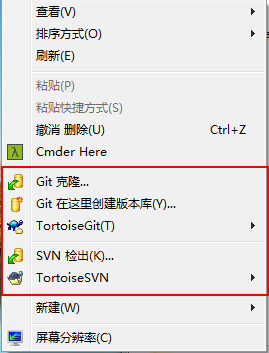 查看(V)
排序方式(O)
刷新(E)
粘贴(P)
粘贴快捷方式(S)
撤消 删除(U) Ctrl+Z
Cmder Here
Git 克隆...
Git 在这里创建版本库(Y)...
TortoiseGit(T)
SVN 检出(K)...
TortoiseSVN
新建(W)
屏幕分辨率(C)